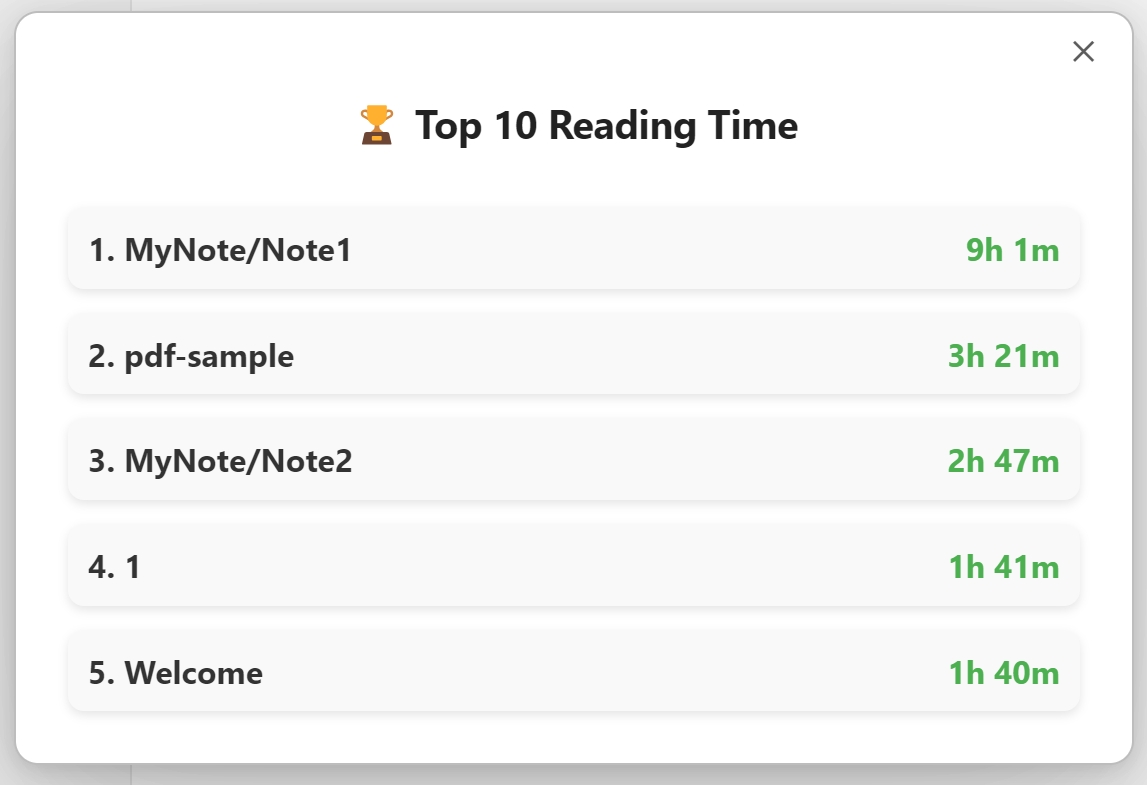 🏆 Top 10 Reading Time
1. MyNote/Note1 9h 1m
2. pdf-sample 3h 21m
3. MyNote/Note2 2h 47m
4. 1 1h 41m
5. Welcome 1h 40m